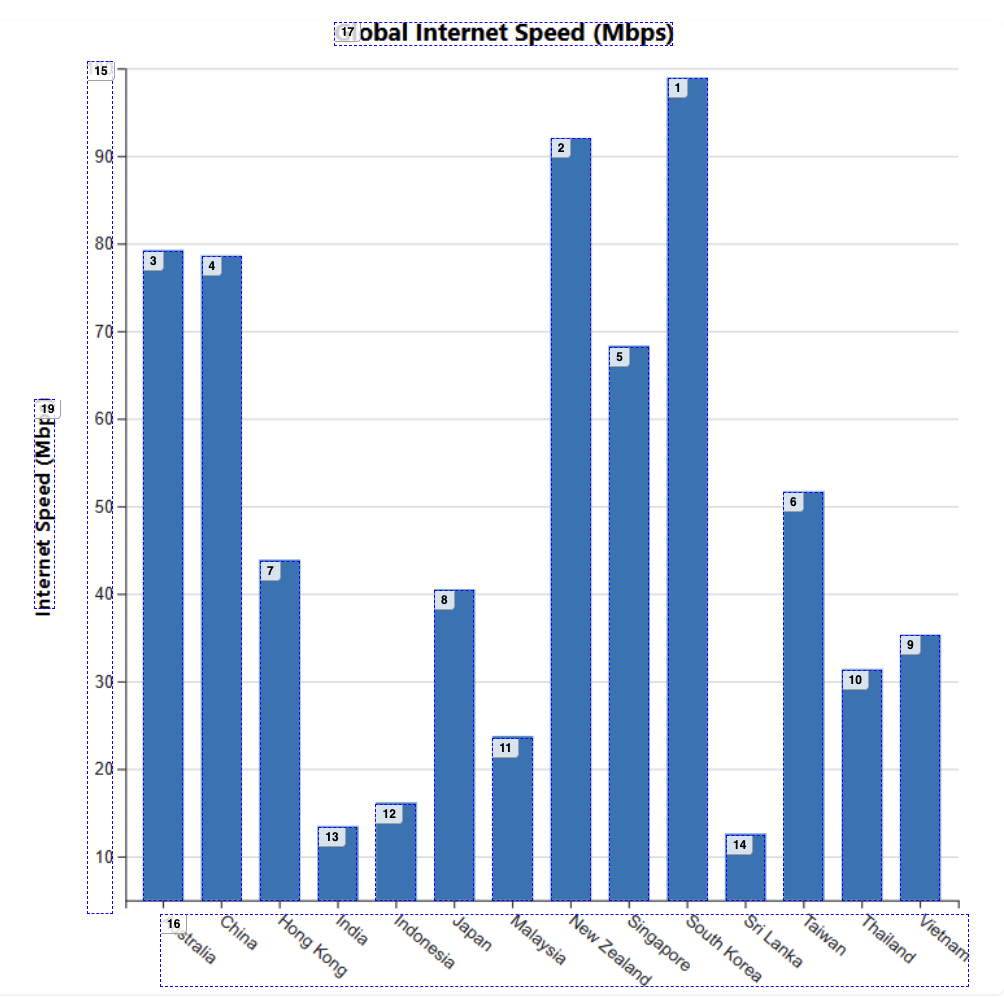 17 obal Internet Speed (Mbps)
15
90
80
70
60
50
40
30
20
10
19
Internet Speed
1
2
3
4
5
6
7
8
9
10
11
12
13
14
16
China
Hong Kong
India
Indonesia
Japan
Malaysia
New Zealand
Singapore
South Korea
Sri Lanka
Taiwan
Thailand
Vietnam